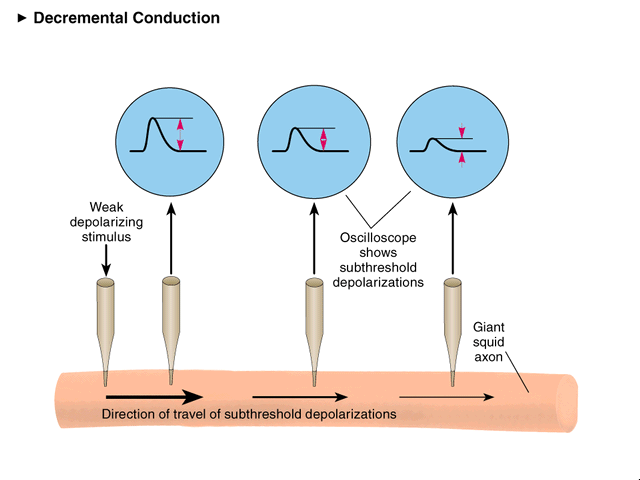 ► Decremental Conduction
Weak
depolarizing
stimulus
Oscilloscope
shows
subthreshold
depolarizations
Giant
squid
axon
Direction of travel of subthreshold depolarizations